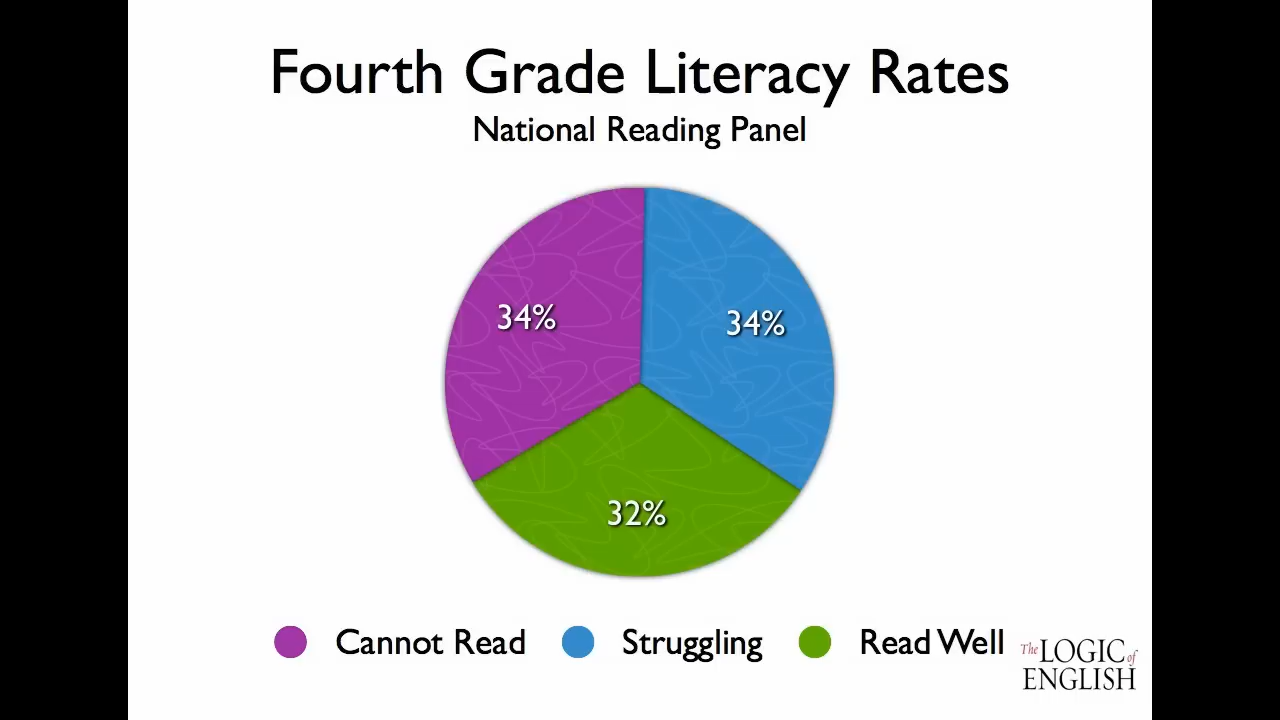 Fourth Grade Literacy Rates
National Reading Panel
34%
34%
32%
Cannot Read Struggling Read Well
The LOGIC of
ENGLISH